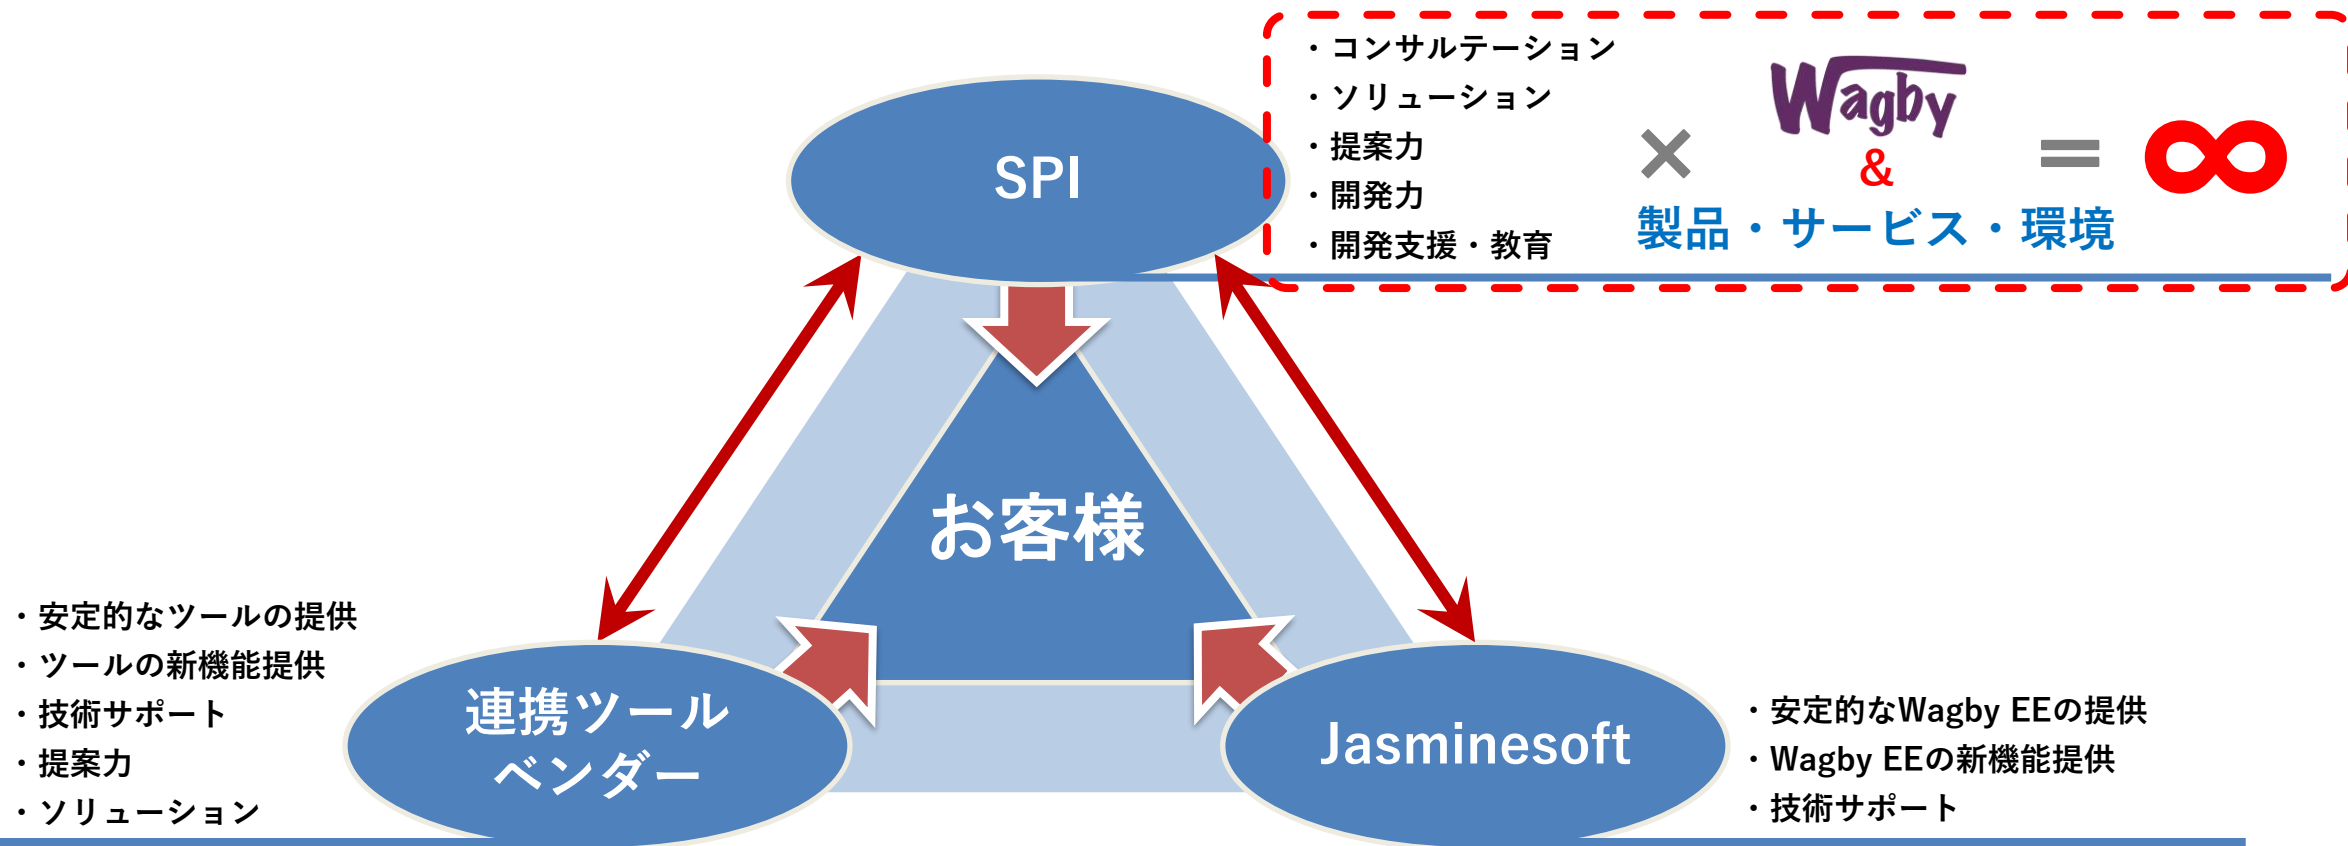 ・コンサルテーション
・ソリューション
・提案力
・開発力
・開発支援・教育
×
Wagby
&
製品・サービス・環境
=
∞
SPI
お客様
・安定的なツールの提供
・ツールの新機能提供
・技術サポート
・提案力
・ソリューション
連携ツール
ベンダー
Jasminesoft
・安定的なWagby EEの提供
・Wagby EEの新機能提供
・技術サポート